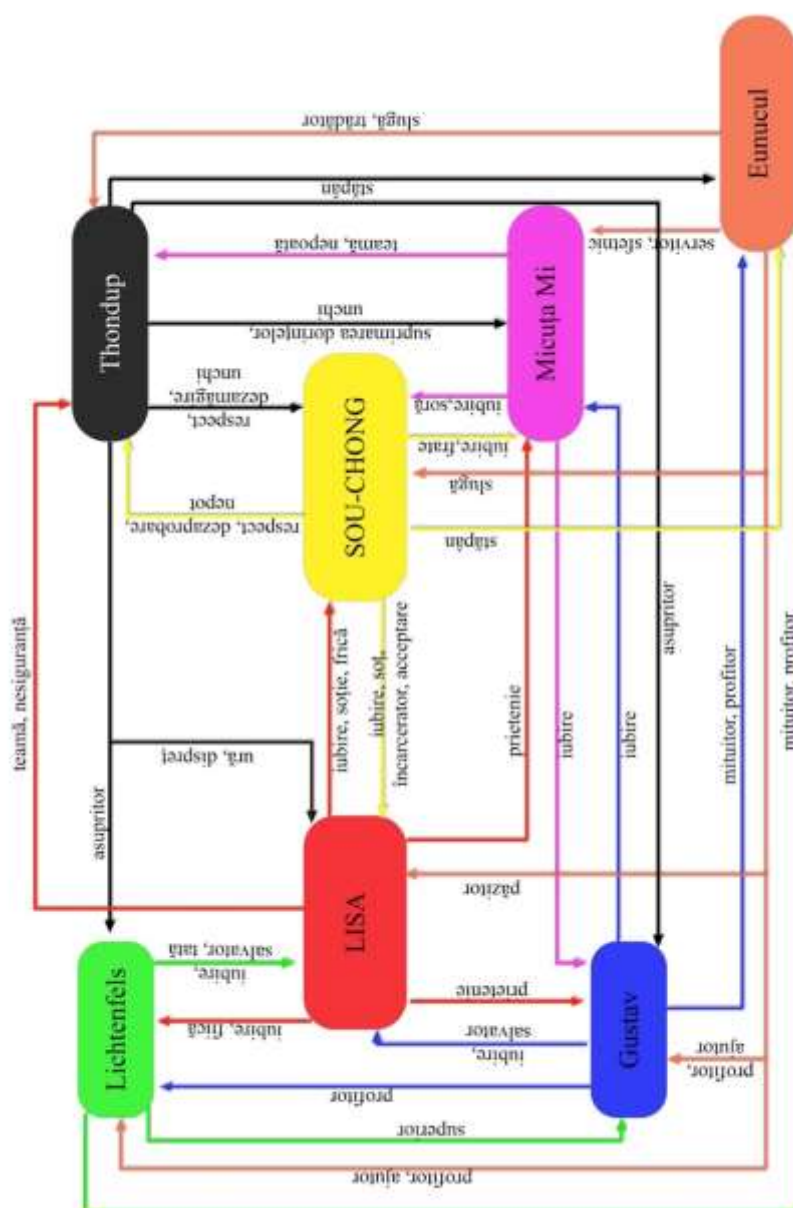 Lichtenfels
Thondup
LISA
SOU-CHONG
Gustav
Micuța Mi
Eunucul
teamă, nesiguranță
asupritor
ură, dispreț
iubire,
salvator, tată
iubire, frică
superior
profitor
iubire,
salvator
prietenie
profitor, ajutor
profitor,
ajutor
păzitor
iubire, soție, frică
iubire, soț,
încarcerator, acceptare
prietenie
iubire
iubire
asupritor
mituitor, profitor
mituitor, profitor
respect, dezaprobare,
nepot
respect,
dezamăgire,
unchi
suprimarea dorințelor,
unchi
teamă, nepoată
stăpân
slugă, trădător
iubire,soră
iubire,frate
slugă
stăpân
servitor, sfetnic